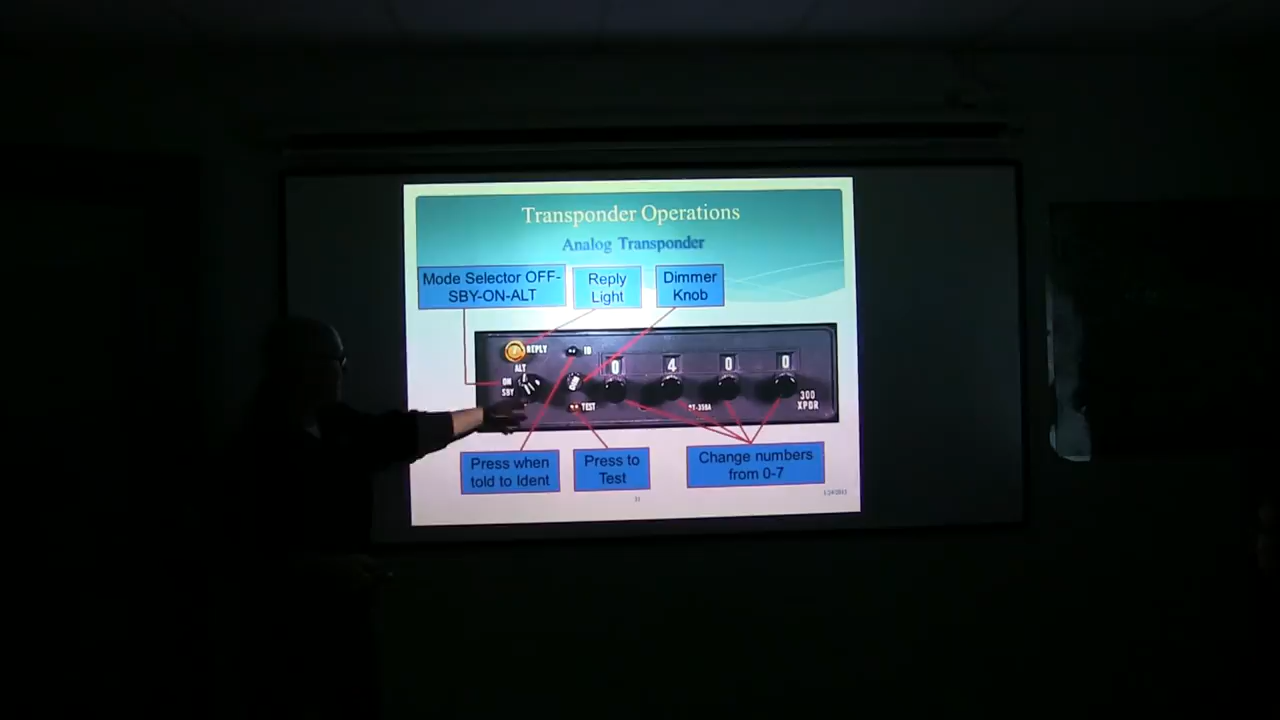 Transponder Operations
Analog Transponder
Mode Selector OFF-
SBY-ON-ALT
Reply
Light
Dimmer
Knob
REPLY
ALT
ON
SBY
ID
TEST
0 4 0 0
300
XPDR
Press when
told to Ident
Press to
Test
Change numbers
from 0-7
31